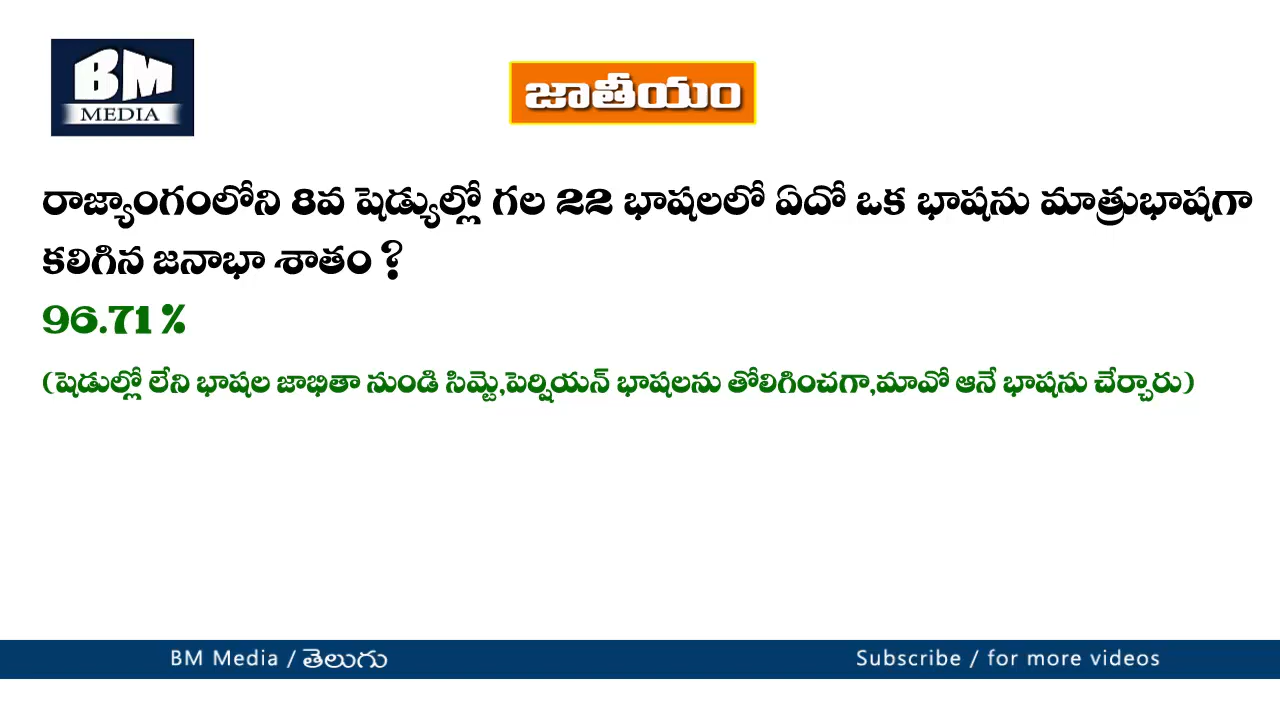 BM
MEDIA
జాతీయం
రాజ్యాంగంలోని 8వ షెడ్యుల్లో గల 22 భాషలలో ఏదో ఒక భాషను మాత్రుభాషగా
కలిగిన జనాభా శాతం ?
96.71%
(షెడుల్లో లేని భాషల జాభితా నుండి సిమ్టె,పెర్షియన్ భాషలను తోలిగించగా,మావో ఆనే భాషను చేర్చారు)
BM Media / తెలుగు
Subscribe / for more videos